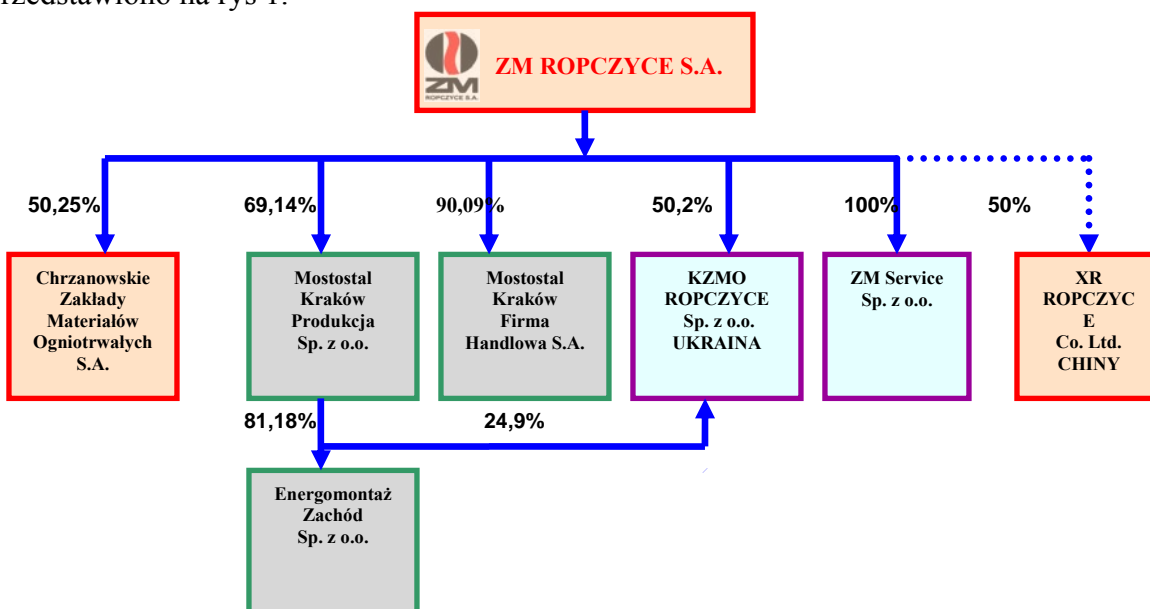 rzedstawiono na rys 1.
ZM
ROPCZYCE S.A.
ZM ROPCZYCE S.A.
50,25%
69,14%
90,09%
50,2%
100%
50%
Chrzanowskie
Zakłady
Materiałów
Ogniotrwałych
S.A.
Mostostal
Kraków
Produkcja
Sp. z o.o.
Mostostal
Kraków
Firma
Handlowa S.A.
KZMO
ROPCZYCE
Sp. z o.o.
UKRAINA
ZM Service
Sp. z o.o.
XR
ROPCZYC
E
Co. Ltd.
CHINY
81,18%
24,9%
Energomontaż
Zachód
Sp. z o.o.